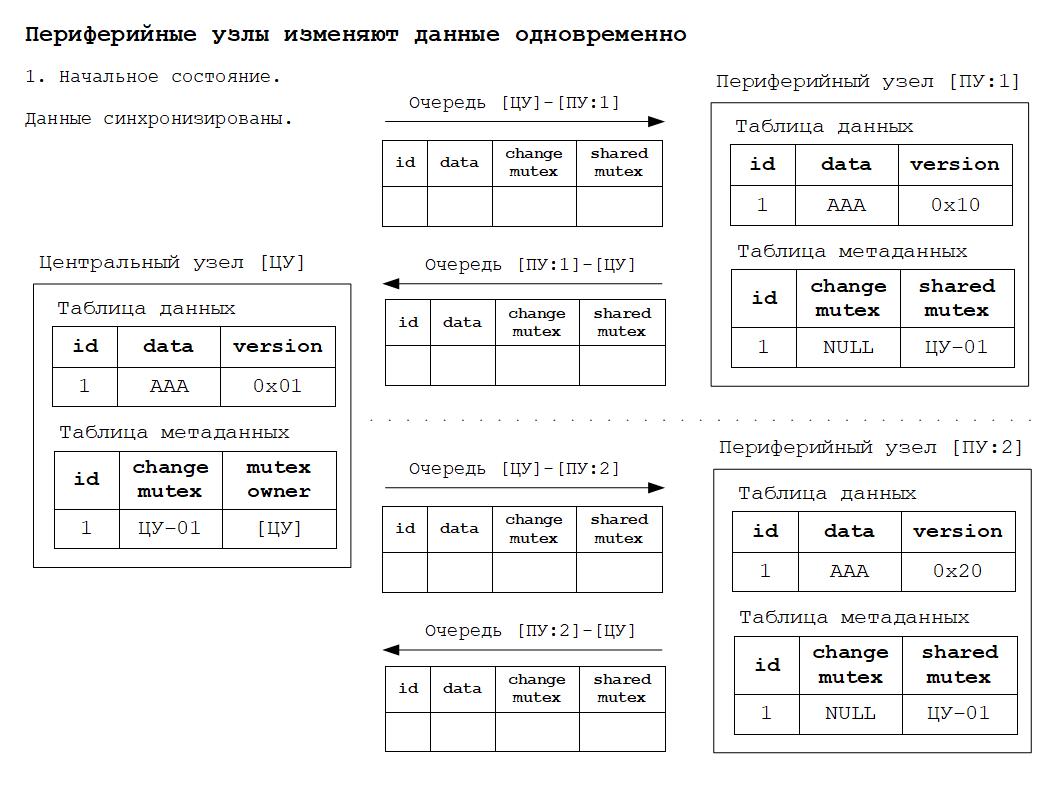 Периферийные узлы изменяют данные одновременно
1. Начальное состояние.
Данные синхронизированы.
Центральный узел [ЦУ]
Таблица данных
id data version
1 AAA 0x01
Таблица метаданных
id change mutex mutex owner
1 ЦУ-01 [ЦУ]
Очередь [ЦУ]-[ПУ:1]
id data change mutex shared mutex
Очередь [ПУ:1]-[ЦУ]
id data change mutex shared mutex
Периферийный узел [ПУ:1]
Таблица данных
id data version
1 AAA 0x10
Таблица метаданных
id change mutex shared mutex
1 NULL ЦУ-01
Очередь [ЦУ]-[ПУ:2]
id data change mutex shared mutex
Очередь [ПУ:2]-[ЦУ]
id data change mutex shared mutex
Периферийный узел [ПУ:2]
Таблица данных
id data version
1 AAA 0x20
Таблица метаданных
id change mutex shared mutex
1 NULL ЦУ-01